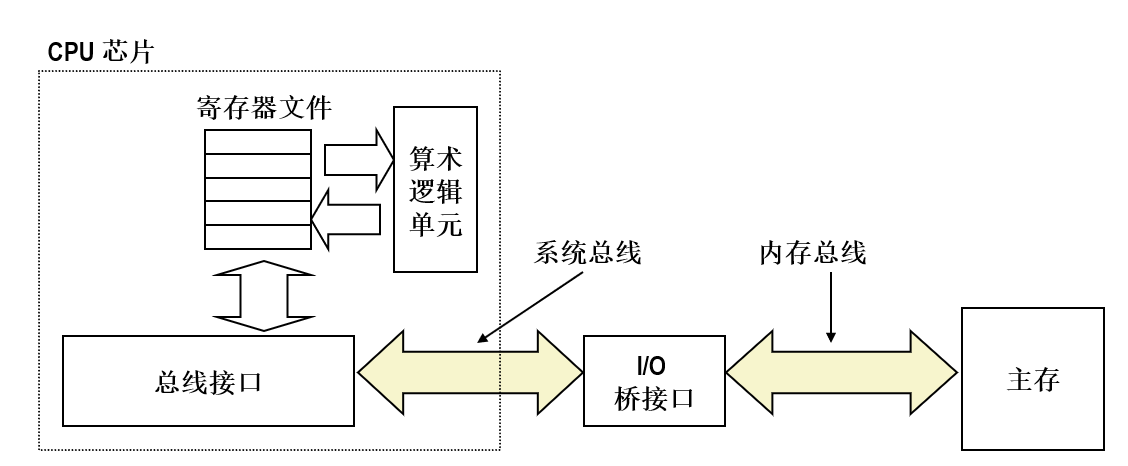 CPU 芯片
寄存器文件
算术
逻辑
单元
系统总线
内存总线
总线接口
I/O
桥接口
主存